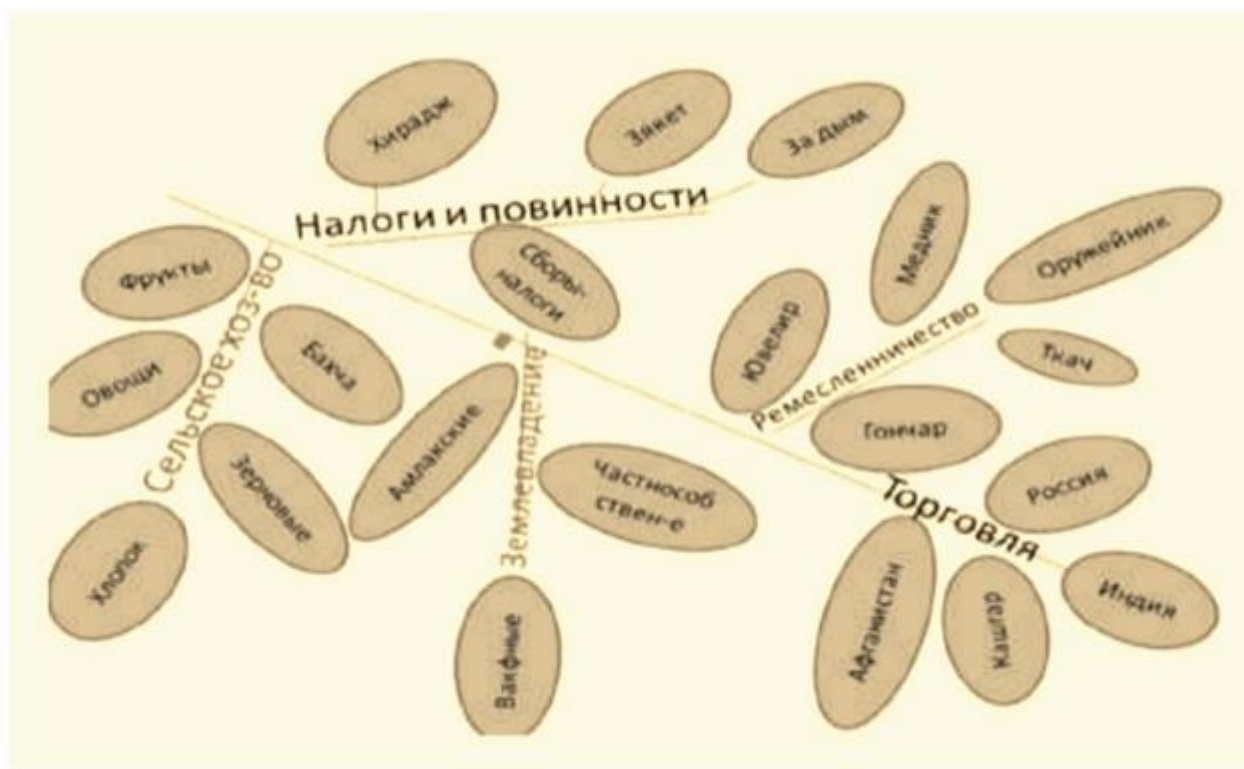 Хирадж
Зякет
За дым
Налоги и повинности
Сборы-
налоги
Фрукты
Овощи
Сельское хоз-во
Бахча
Зерновые
Хлопок
Амлакские
Землевладение
Частнособ
ствен-е
Вакфные
Медник
Оружейник
Ювелир
Ремесленничество
Ткач
Гончар
Торговля
Россия
Афганистан
Кашгар
Индия